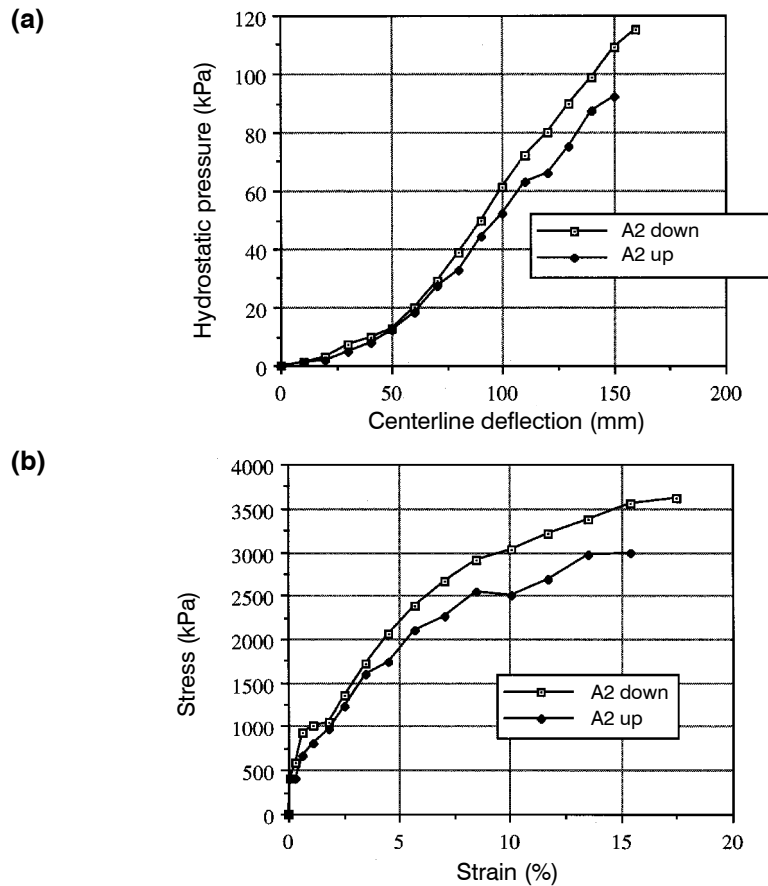 (a)
120
100
80
60
40
20
0
Hydrostatic pressure (kPa)
A2 down
A2 up
0 50 100 150 200
Centerline deflection (mm)
(b)
4000
3500
3000
2500
2000
1500
1000
500
0
Stress (kPa)
A2 down
A2 up
0 5 10 15 20
Strain (%)